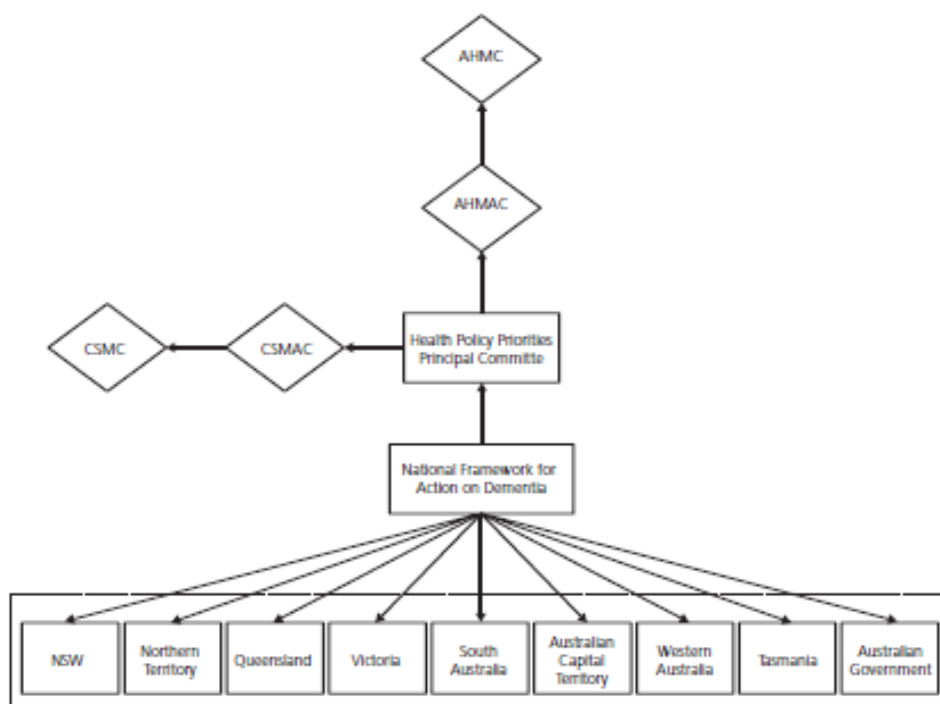 AHMC
AHMAC
CSMC
CSMAC
Health Policy Priorities
Principal Committe
National Framework for
Action on Dementia
NSW
Northern
Territory
Queensland
Victoria
South
Australia
Australian
Capital
Territory
Western
Australia
Tasmania
Australian
Government